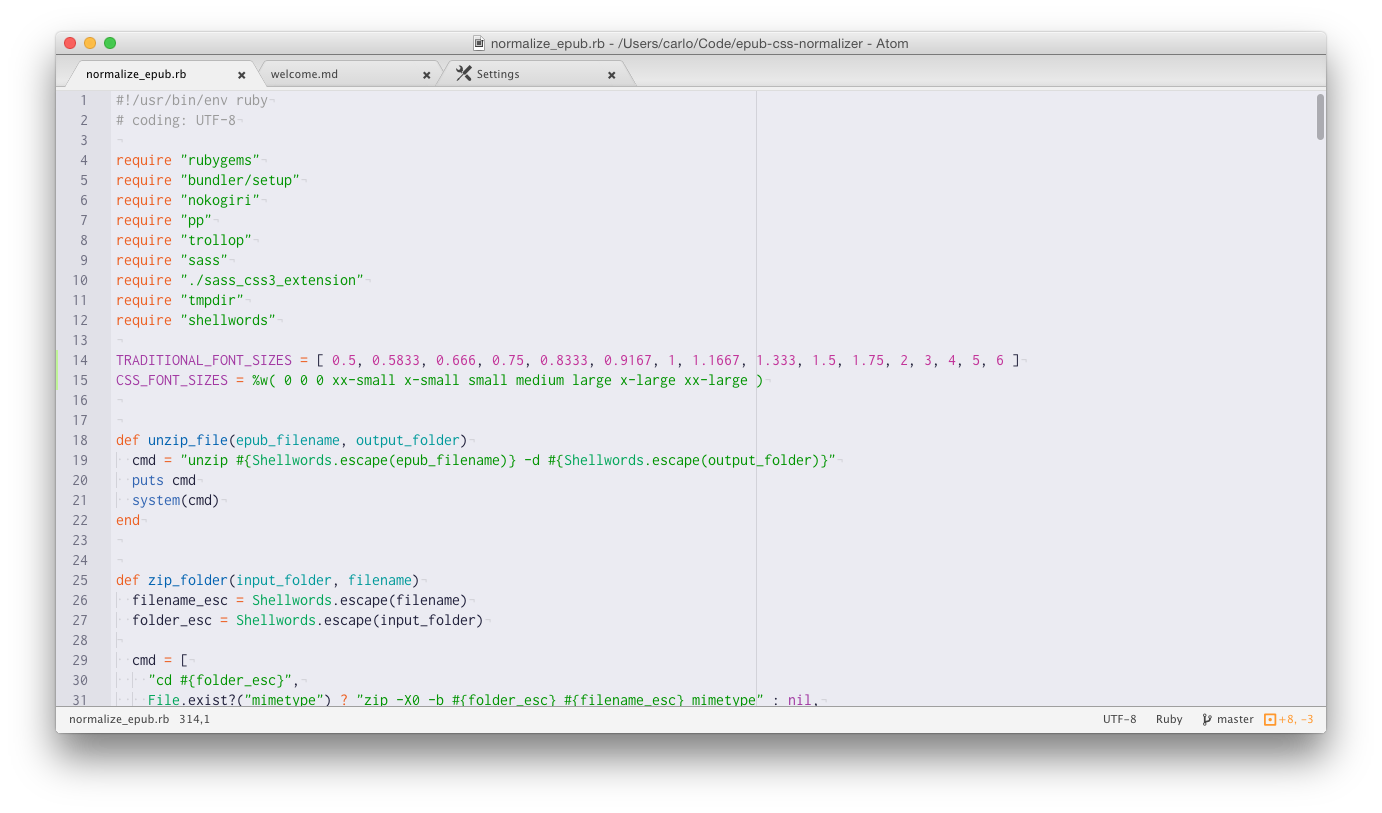 normalize_epub.rb - /Users/carlo/Code/epub-css-normalizer - Atom
normalize_epub.rb welcome.md Settings
1 #!/usr/bin/env ruby
2 # coding: UTF-8
3
4 require "rubygems"
5 require "bundler/setup"
6 require "nokogiri"
7 require "pp"
8 require "trollop"
9 require "sass"
10 require "./sass_css3_extension"
11 require "tmpdir"
12 require "shellwords"
13
14 TRADITIONAL_FONT_SIZES = [ 0.5, 0.5833, 0.666, 0.75, 0.8333, 0.9167, 1, 1.1667, 1.333, 1.5, 1.75, 2, 3, 4, 5, 6 ]
15 CSS_FONT_SIZES = %w( 0 0 0 xx-small x-small small medium large x-large xx-large )
16
17
18 def unzip_file(epub_filename, output_folder)
19 cmd = "unzip #{Shellwords.escape(epub_filename)} -d #{Shellwords.escape(output_folder)}"
20 puts cmd
21 system(cmd)
22 end
23
24
25 def zip_folder(input_folder, filename)
26 filename_esc = Shellwords.escape(filename)
27 folder_esc = Shellwords.escape(input_folder)
28
29 cmd = [
30 "cd #{folder_esc}",
31 File.exist?("mimetype") ? "zip -X0 -b #{folder_esc} #{filename_esc} mimetype" : nil,
normalize_epub.rb 314,1 UTF-8 Ruby master +8, -3